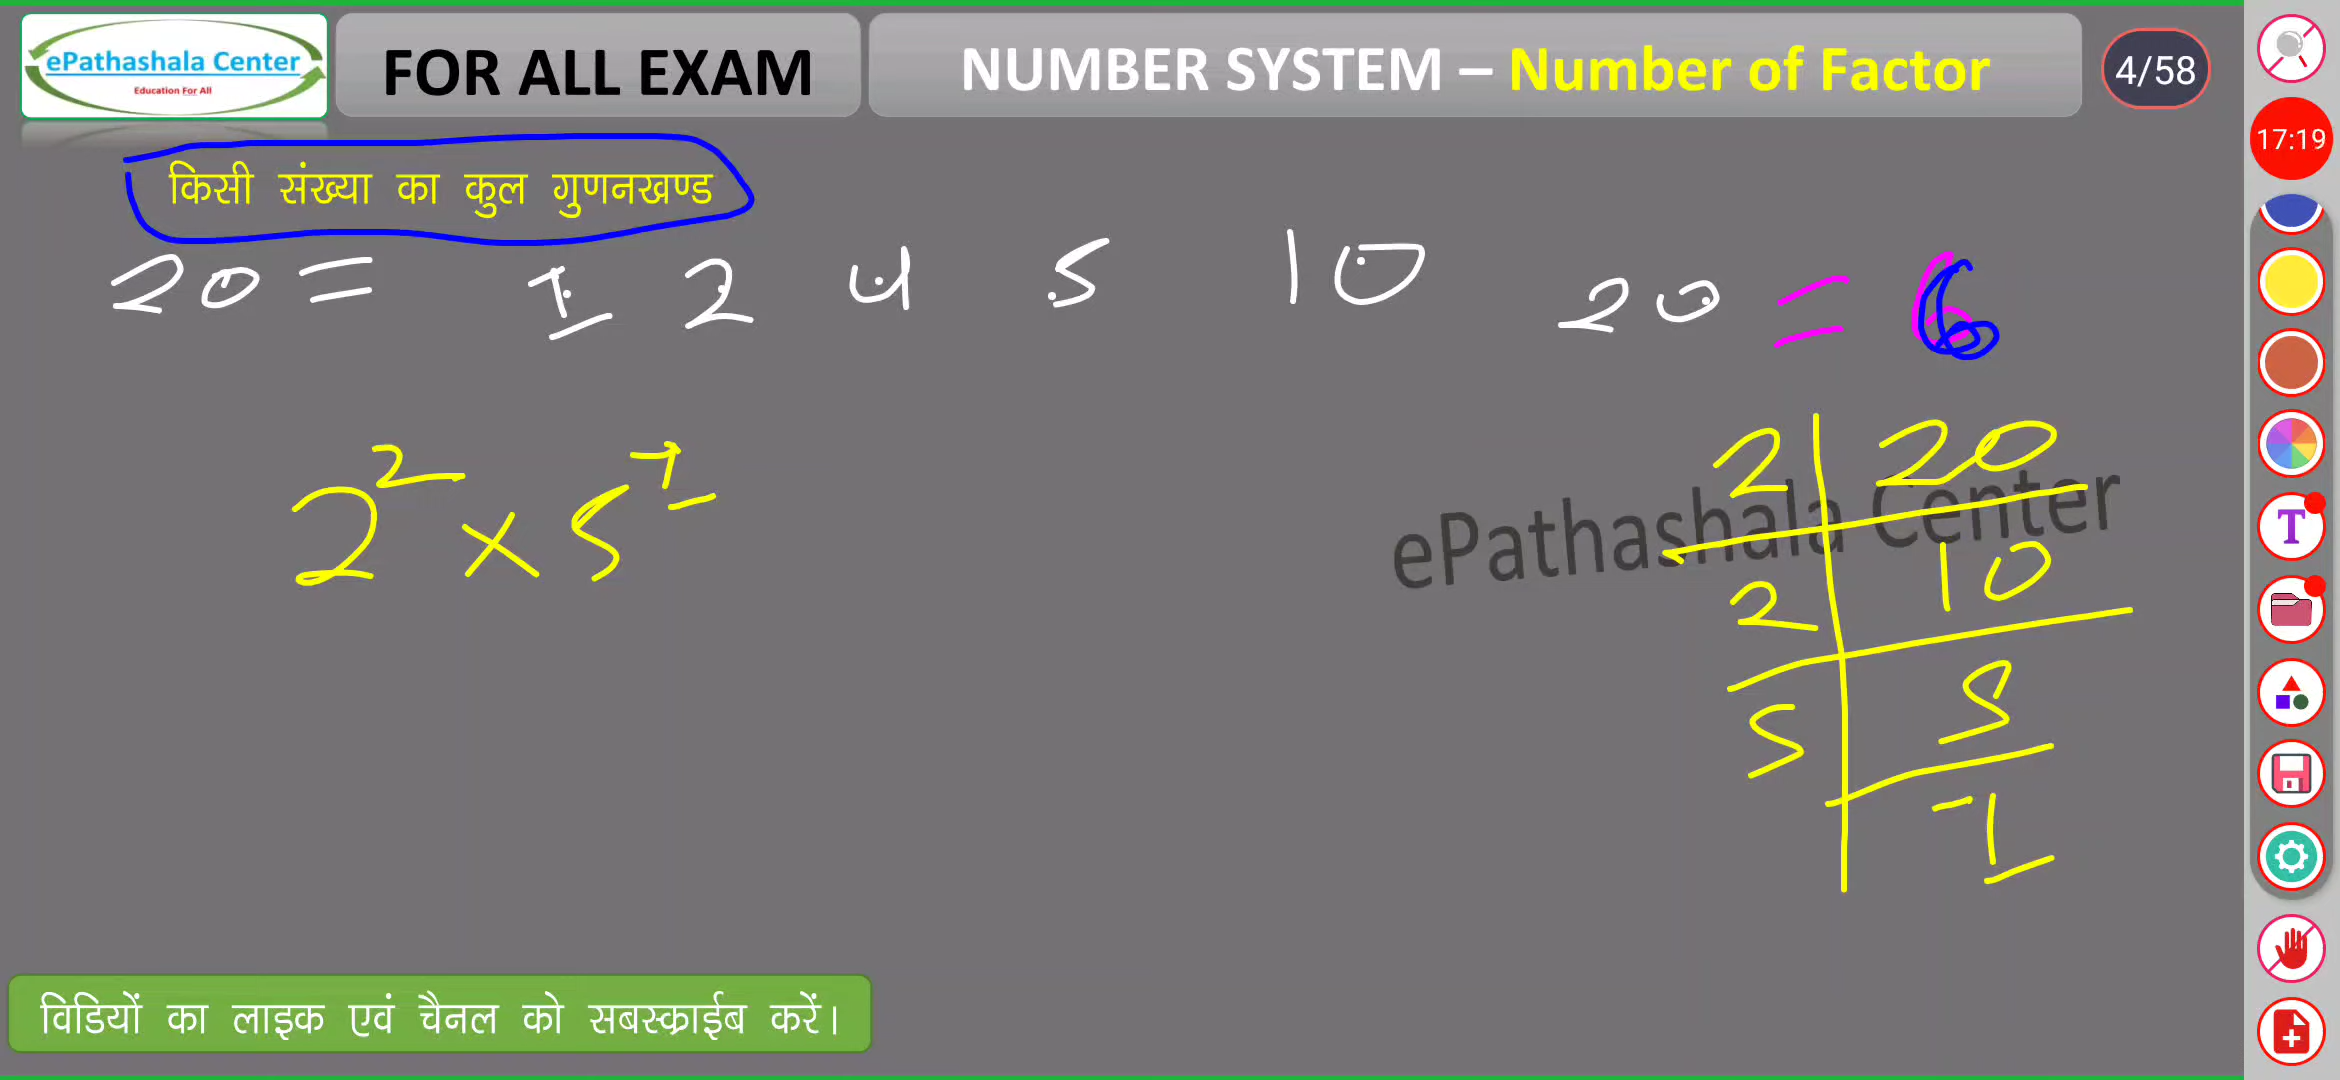 ePathashala Center
Education For All
FOR ALL EXAM
NUMBER SYSTEM – Number of Factor
4/58
17:19
किसी संख्या का कुल गुणनखण्ड
20 = 1 2 4 5 10 20 = 6
2² × 5¹
2 | 20
2 | 10
5 | 5
1
ePathashala Center
T
विडियों का लाइक एवं चैनल को सबस्क्राईब करें।